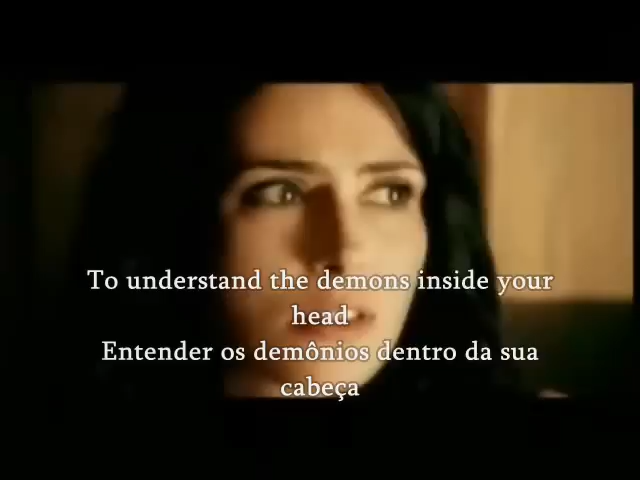 To understand the demons inside your
head
Entender os demônios dentro da sua
cabeça